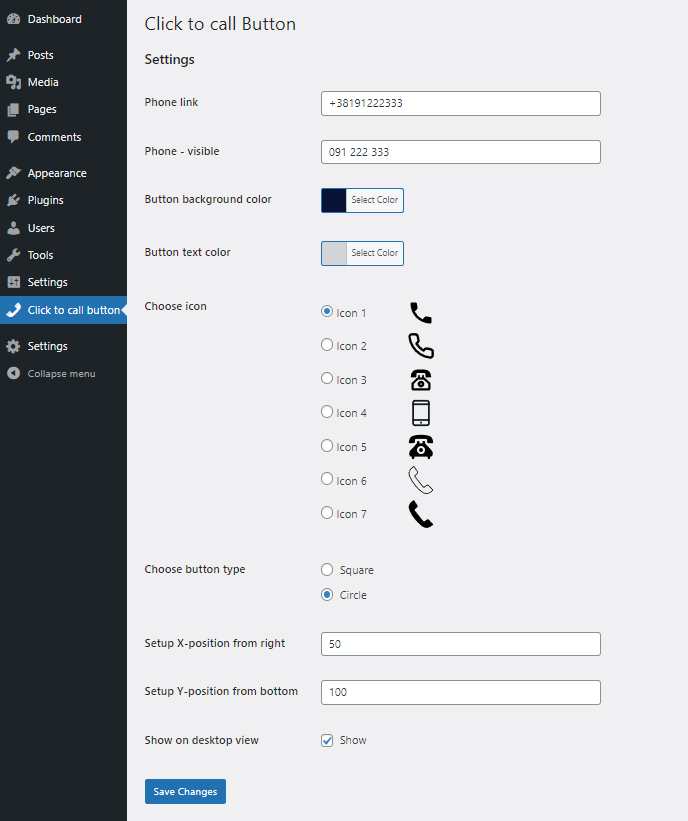 Dashboard
Posts
Media
Pages
Comments
Appearance
Plugins
Users
Tools
Settings
Click to call button
Settings
Collapse menu
Click to call Button
Settings
Phone link
+38191222333
Phone - visible
091 222 333
Button background color
Select Color
Button text color
Select Color
Choose icon
Icon 1
Icon 2
Icon 3
Icon 4
Icon 5
Icon 6
Icon 7
Choose button type
Square
Circle
Setup X-position from right
50
Setup Y-position from bottom
100
Show on desktop view
Show
Save Changes